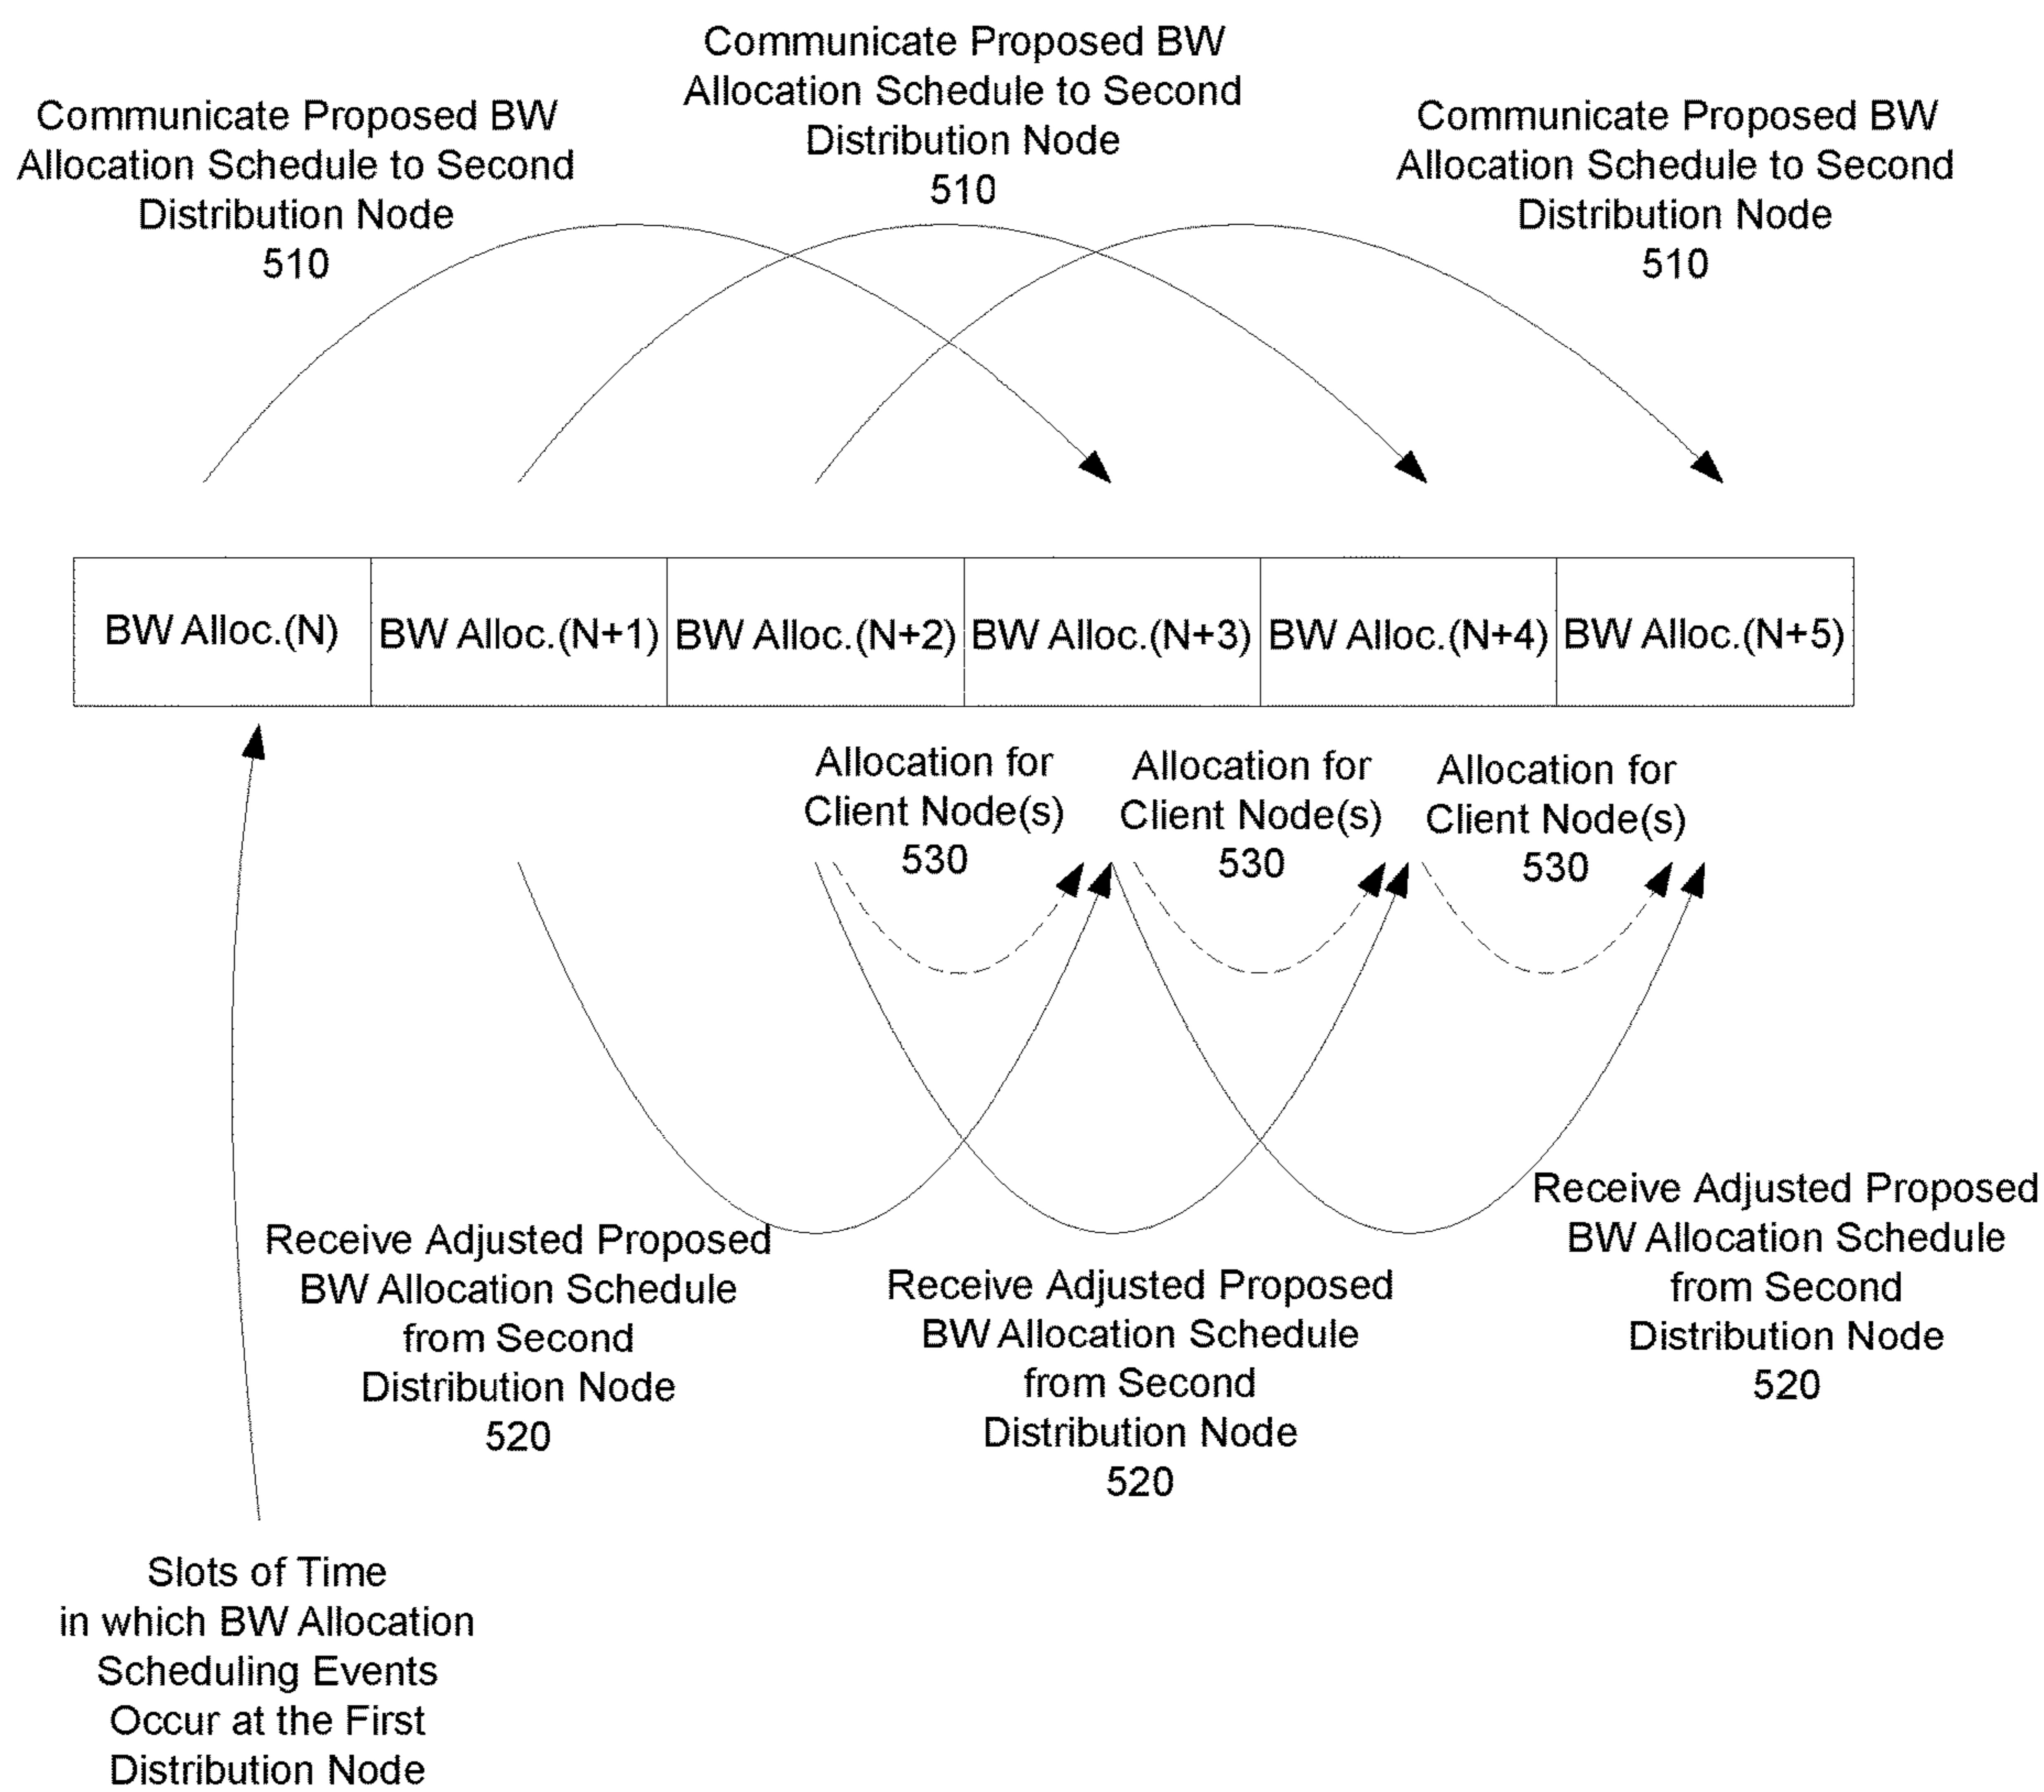 Communicate Proposed BW
Allocation Schedule to Second
Distribution Node
510
Communicate Proposed BW
Allocation Schedule to Second
Distribution Node
510
Communicate Proposed BW
Allocation Schedule to Second
Distribution Node
510
BW Alloc.(N)
BW Alloc.(N+1)
BW Alloc.(N+2)
BW Alloc.(N+3)
BW Alloc.(N+4)
BW Alloc.(N+5)
Allocation for
Client Node(s)
530
Allocation for
Client Node(s)
530
Allocation for
Client Node(s)
530
Receive Adjusted Proposed
BW Allocation Schedule
from Second
Distribution Node
520
Receive Adjusted Proposed
BW Allocation Schedule
from Second
Distribution Node
520
Receive Adjusted Proposed
BW Allocation Schedule
from Second
Distribution Node
520
Slots of Time
in which BW Allocation
Scheduling Events
Occur at the First
Distribution Node